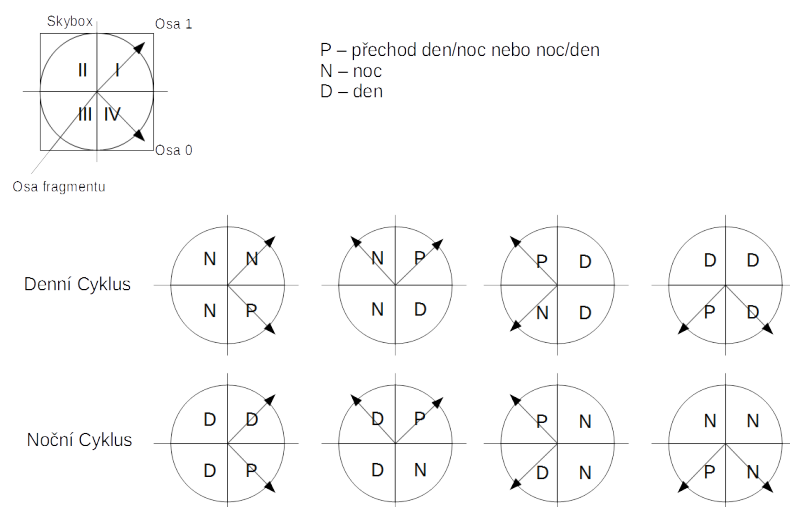 Skybox
Osa 1
II I
III IV
Osa 0
Osa fragmentu
P – přechod den/noc nebo noc/den
N – noc
D – den
Denní Cyklus
N N N P P D D D
N P N D N D P D
Noční Cyklus
D D D P P N N N
D P D N D N P N